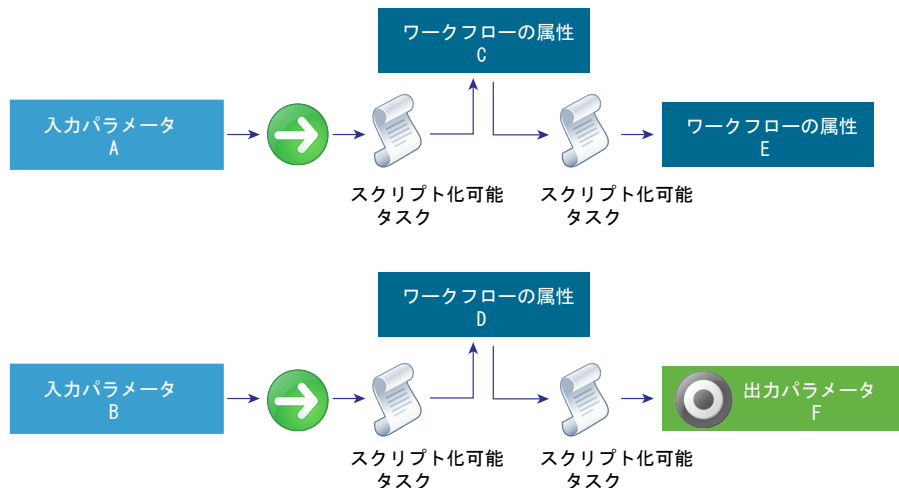 ワークフローの属性
C
入力パラメータ
A
ワークフローの属性
E
スクリプト化可能
タスク
スクリプト化可能
タスク
ワークフローの属性
D
入力パラメータ
B
出力パラメータ
F
スクリプト化可能
タスク
スクリプト化可能
タスク